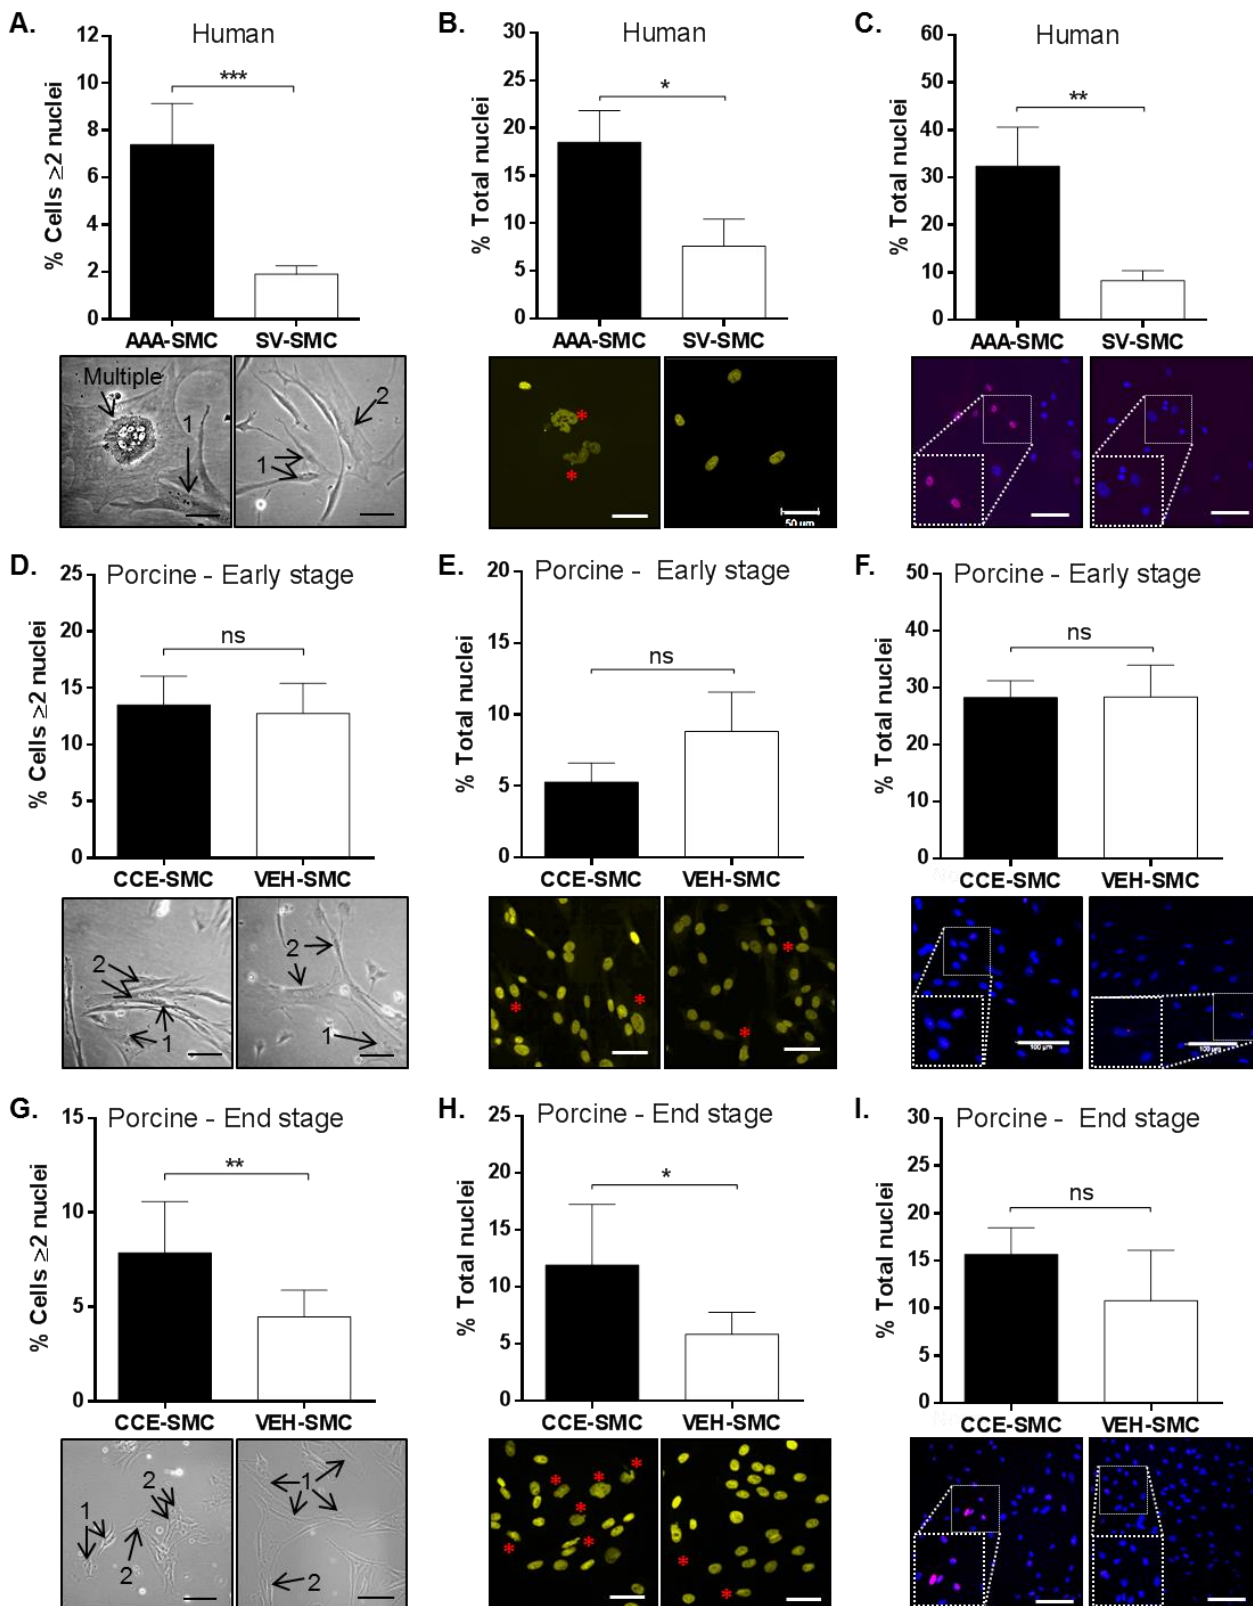 A.
Human
% Cells ≥2 nuclei
12
10
8
6
4
2
0
***
AAA-SMC SV-SMC
Multiple
1
2
1
B.
Human
% Total nuclei
30
25
20
15
10
5
0
*
AAA-SMC SV-SMC
*
*
50 µm
C.
Human
% Total nuclei
60
50
40
30
20
10
0
**
AAA-SMC SV-SMC
D.
Porcine - Early stage
% Cells ≥2 nuclei
25
20
15
10
5
0
ns
CCE-SMC VEH-SMC
2
1
2
1
E.
Porcine - Early stage
% Total nuclei
20
15
10
5
0
ns
CCE-SMC VEH-SMC
*
*
*
*
F.
Porcine - Early stage
% Total nuclei
50
40
30
20
10
0
ns
CCE-SMC VEH-SMC
100 µm
100 µm
G.
Porcine - End stage
% Cells ≥2 nuclei
15
10
5
0
**
CCE-SMC VEH-SMC
1
2
2
1
2
H.
Porcine - End stage
% Total nuclei
25
20
15
10
5
0
*
CCE-SMC VEH-SMC
*
*
*
*
*
*
*
*
*
I.
Porcine - End stage
% Total nuclei
30
25
20
15
10
5
0
ns
CCE-SMC VEH-SMC